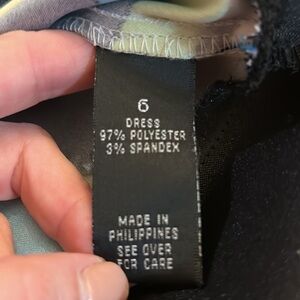 6
DRESS
97% POLYESTER
3% SPANDEX
MADE IN
PHILIPPINES
SEE OVER
FOR CARE